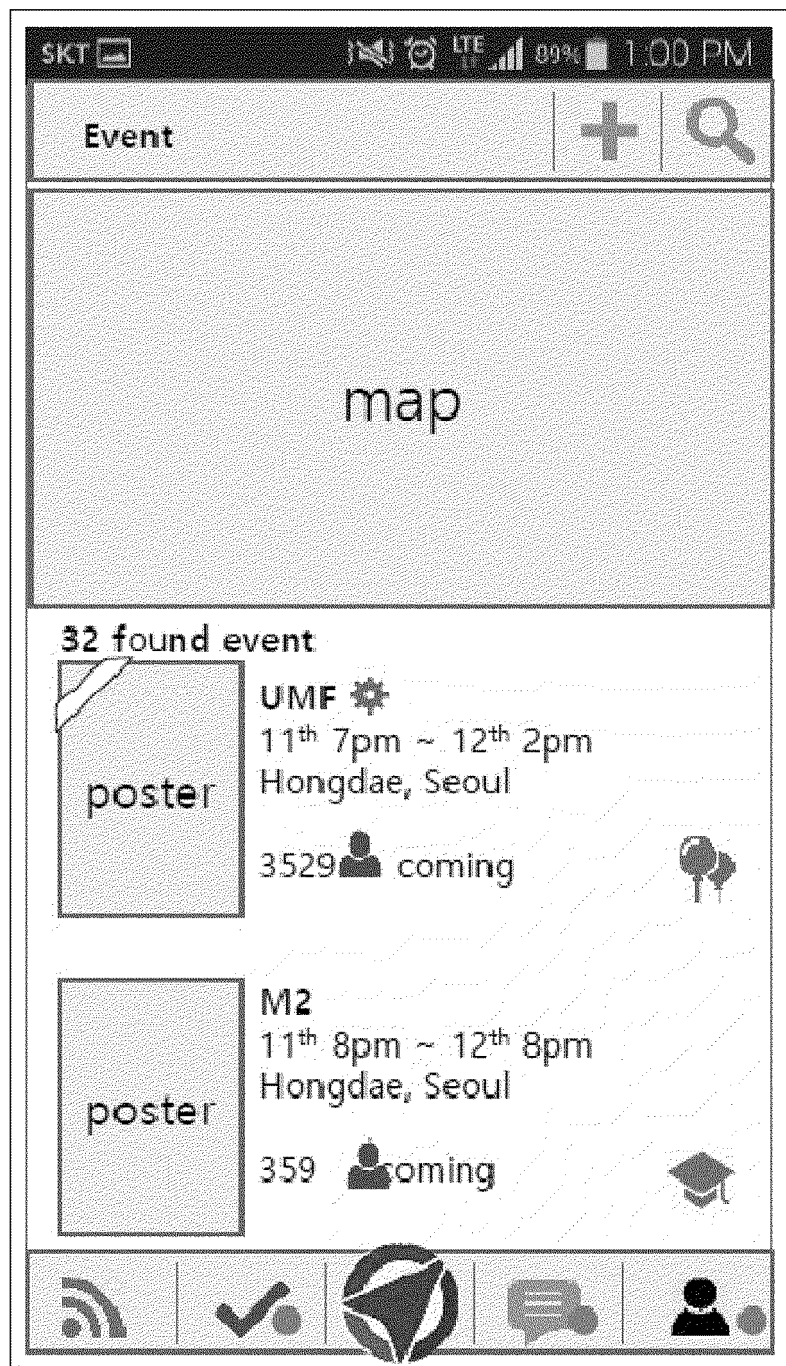 SKT LTE 89% 1:00 PM
Event
map
32 found event
poster
UMF
11th 7pm ~ 12th 2pm
Hongdae, Seoul
3529 coming
poster
M2
11th 8pm ~ 12th 8pm
Hongdae, Seoul
359 coming